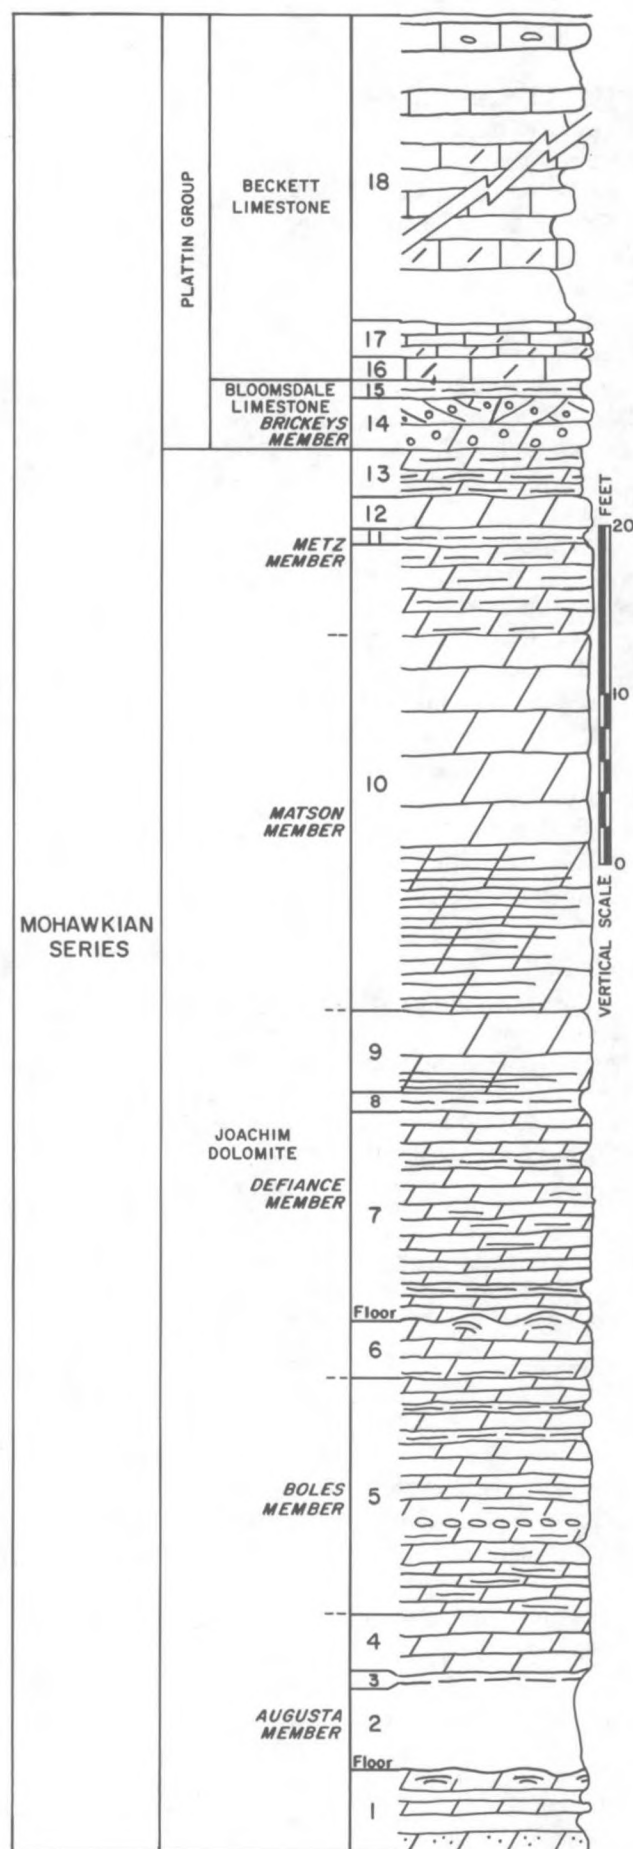 18
BECKETT
LIMESTONE
PLATTIN GROUP
17
16
BLOOMSDALE
LIMESTONE
15
BRICKEYS
MEMBER
14
13
12
11
METZ
MEMBER
FEET
20
10
0
VERTICAL SCALE
10
MATSON
MEMBER
MOHAWKIAN
SERIES
9
8
JOACHIM
DOLOMITE
DEFIANCE
MEMBER
7
Floor
6
BOLES
MEMBER
5
4
3
AUGUSTA
MEMBER
2
Floor
1